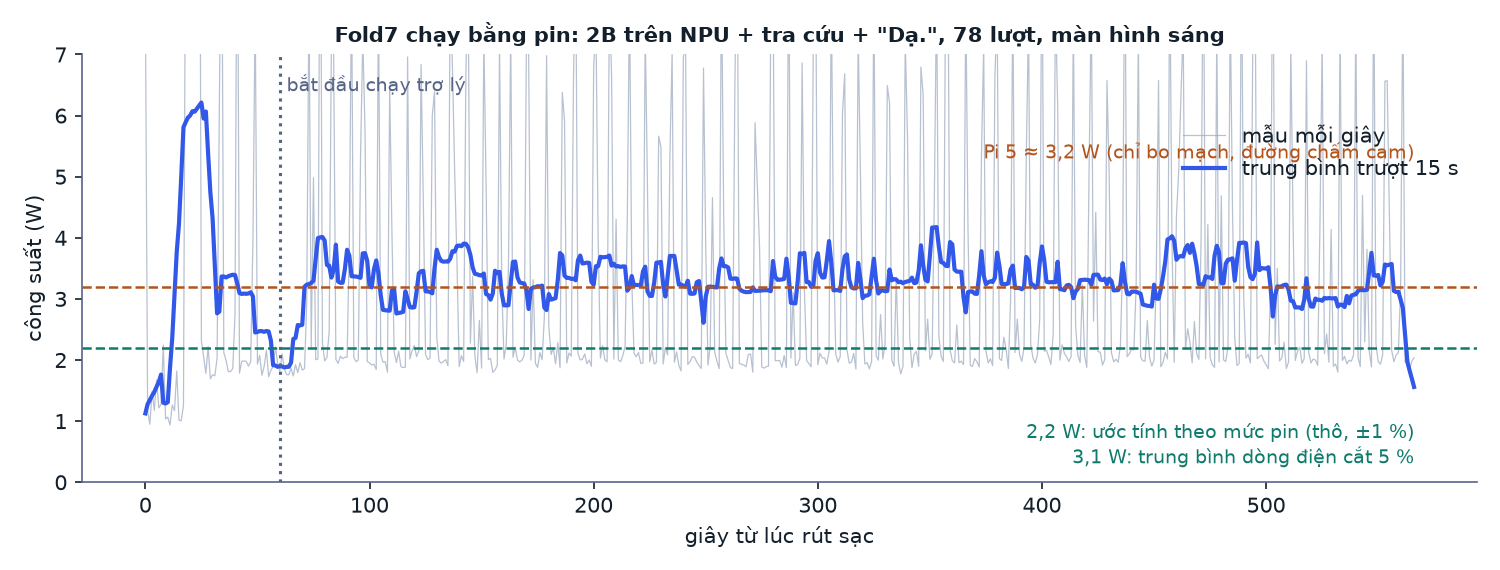 Fold7 chạy bằng pin: 2B trên NPU + tra cứu + "Dạ.", 78 lượt, màn hình sáng
công suất (W)
7
6
5
4
3
2
1
0
bắt đầu chạy trợ lý
mẫu mỗi giây
Pi 5 ≈ 3,2 W (chỉ bo mạch, đường chấm cam)
trung bình trượt 15 s
2,2 W: ước tính theo mức pin (thô, ±1 %)
3,1 W: trung bình dòng điện cắt 5 %
0 100 200 300 400 500
giây từ lúc rút sạc